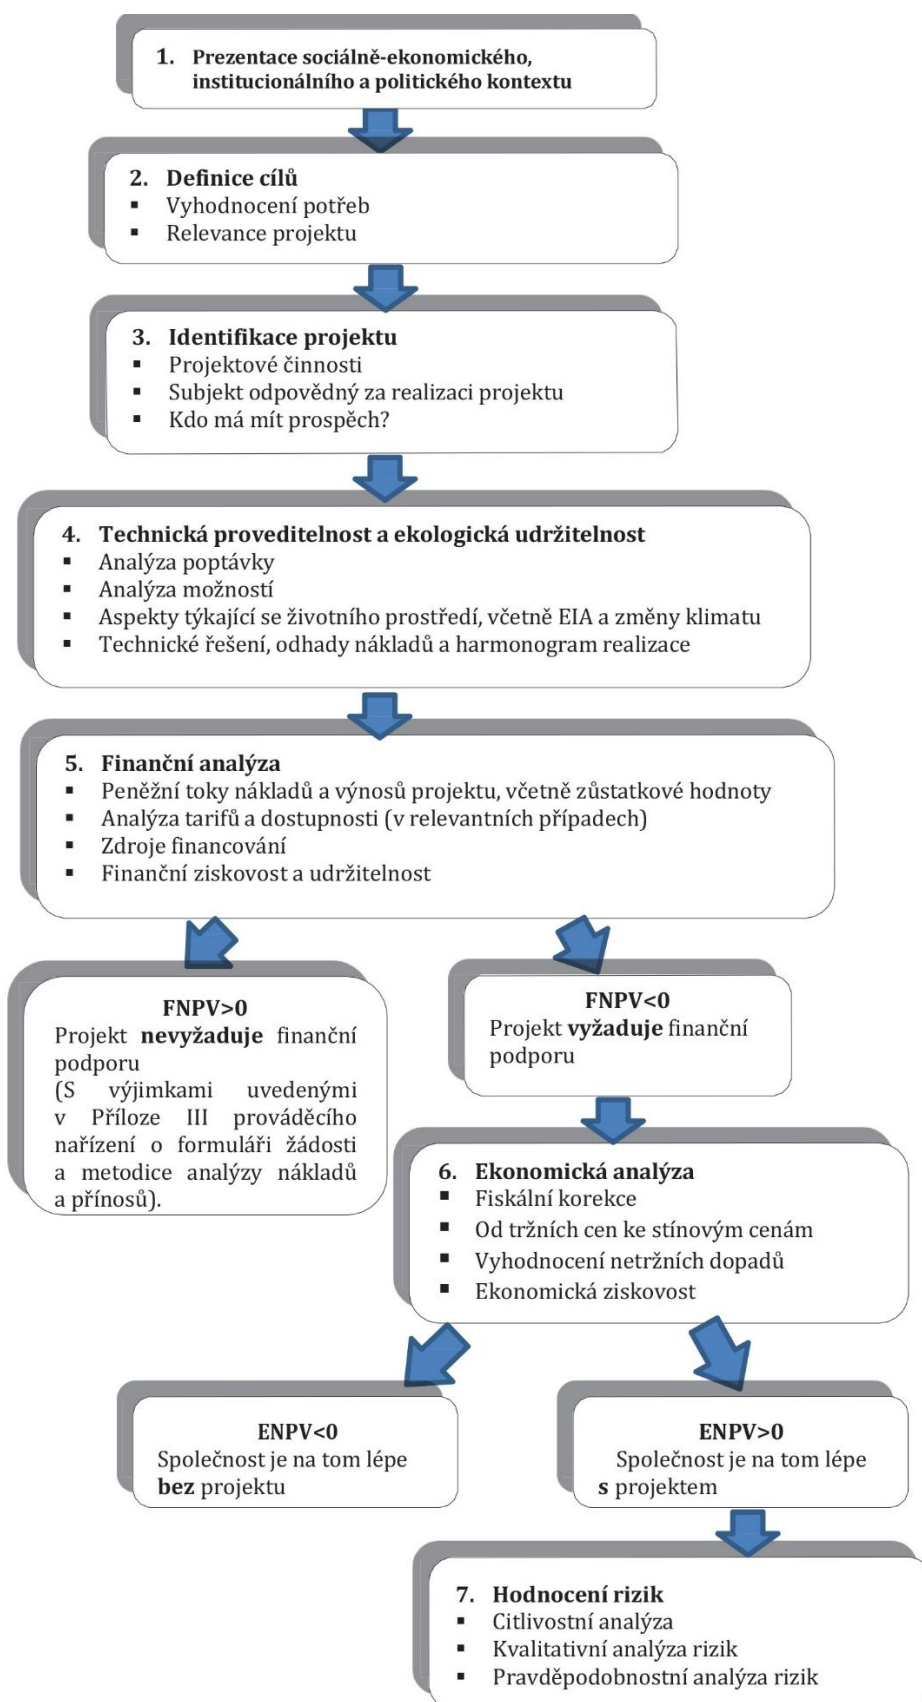 1. Prezentace sociálně-ekonomického,
institucionálního a politického kontextu
2. Definice cílů
▪ Vyhodnocení potřeb
▪ Relevance projektu
3. Identifikace projektu
▪ Projektové činnosti
▪ Subjekt odpovědný za realizaci projektu
▪ Kdo má mít prospěch?
4. Technická proveditelnost a ekologická udržitelnost
▪ Analýza poptávky
▪ Analýza možností
▪ Aspekty týkající se životního prostředí, včetně EIA a změny klimatu
▪ Technické řešení, odhady nákladů a harmonogram realizace
5. Finanční analýza
▪ Peněžní toky nákladů a výnosů projektu, včetně zůstatkové hodnoty
▪ Analýza tarifů a dostupnosti (v relevantních případech)
▪ Zdroje financování
▪ Finanční ziskovost a udržitelnost
FNPV>0
Projekt nevyžaduje finanční
podporu
(S výjimkami uvedenými
v Příloze III prováděcího
nařízení o formuláři žádosti
a metodice analýzy nákladů
a přínosů).
FNPV<0
Projekt vyžaduje finanční
podporu
6. Ekonomická analýza
▪ Fiskální korekce
▪ Od tržních cen ke stínovým cenám
▪ Vyhodnocení netržních dopadů
▪ Ekonomická ziskovost
ENPV<0
Společnost je na tom lépe
bez projektu
ENPV>0
Společnost je na tom lépe
s projektem
7. Hodnocení rizik
▪ Citlivostní analýza
▪ Kvalitativní analýza rizik
▪ Pravděpodobnostní analýza rizik